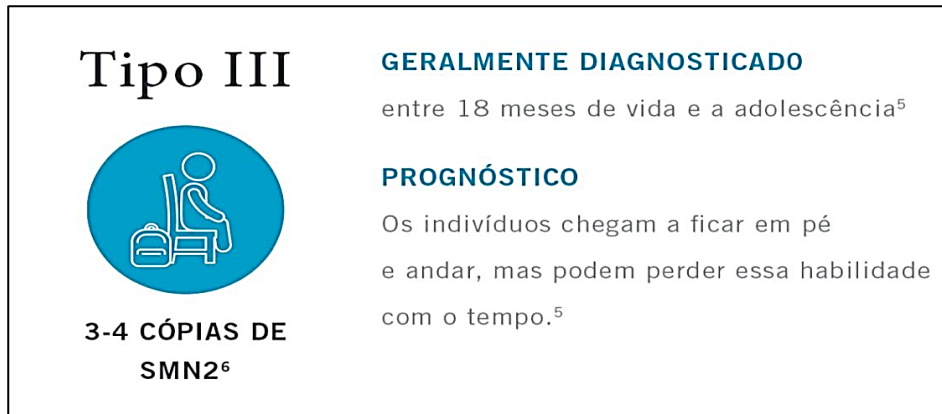 Tipo III
3-4 CÓPIAS DE
SMN2⁶
GERALMENTE DIAGNOSTICADO
entre 18 meses de vida e a adolescência⁵
PROGNÓSTICO
Os indivíduos chegam a ficar em pé
e andar, mas podem perder essa habilidade
com o tempo.⁵